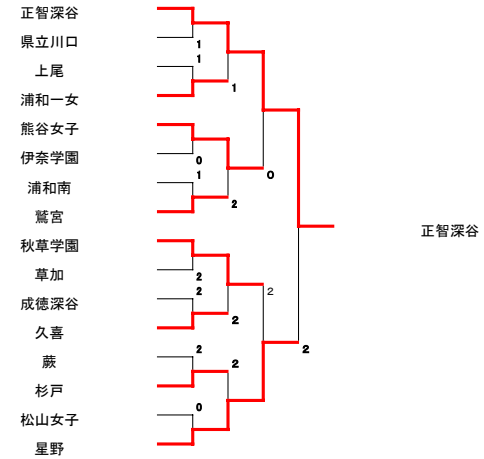 正智深谷
県立川口
1
1
上尾
1
浦和一女
熊谷女子
伊奈学園
0
0
1
浦和南
2
鷲宮
正智深谷
秋草学園
草加
2
2
2
成徳深谷
2
久喜
2
2
2
蕨
杉戸
0
松山女子
星野